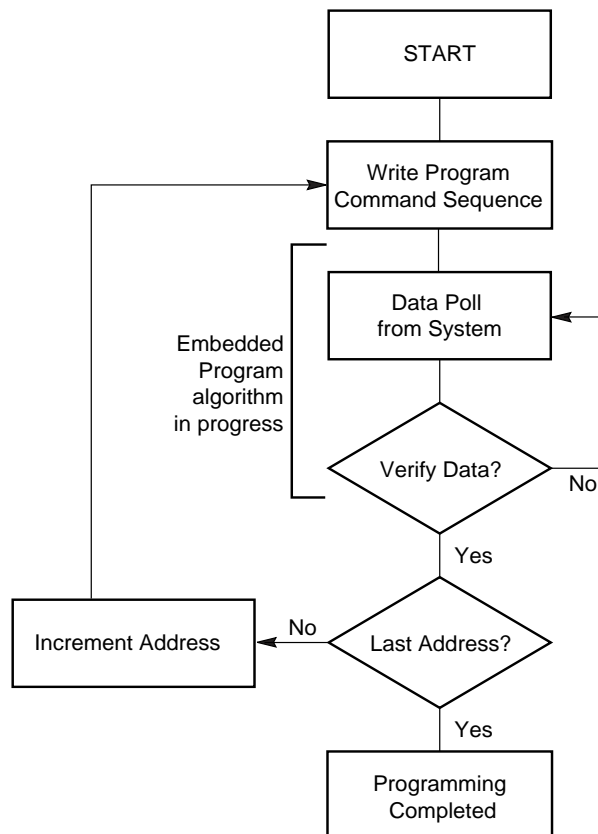 START
Write Program
Command Sequence
Data Poll
from System
Embedded
Program
algorithm
in progress
Verify Data?
No
Yes
Last Address?
No
Increment Address
Yes
Programming
Completed